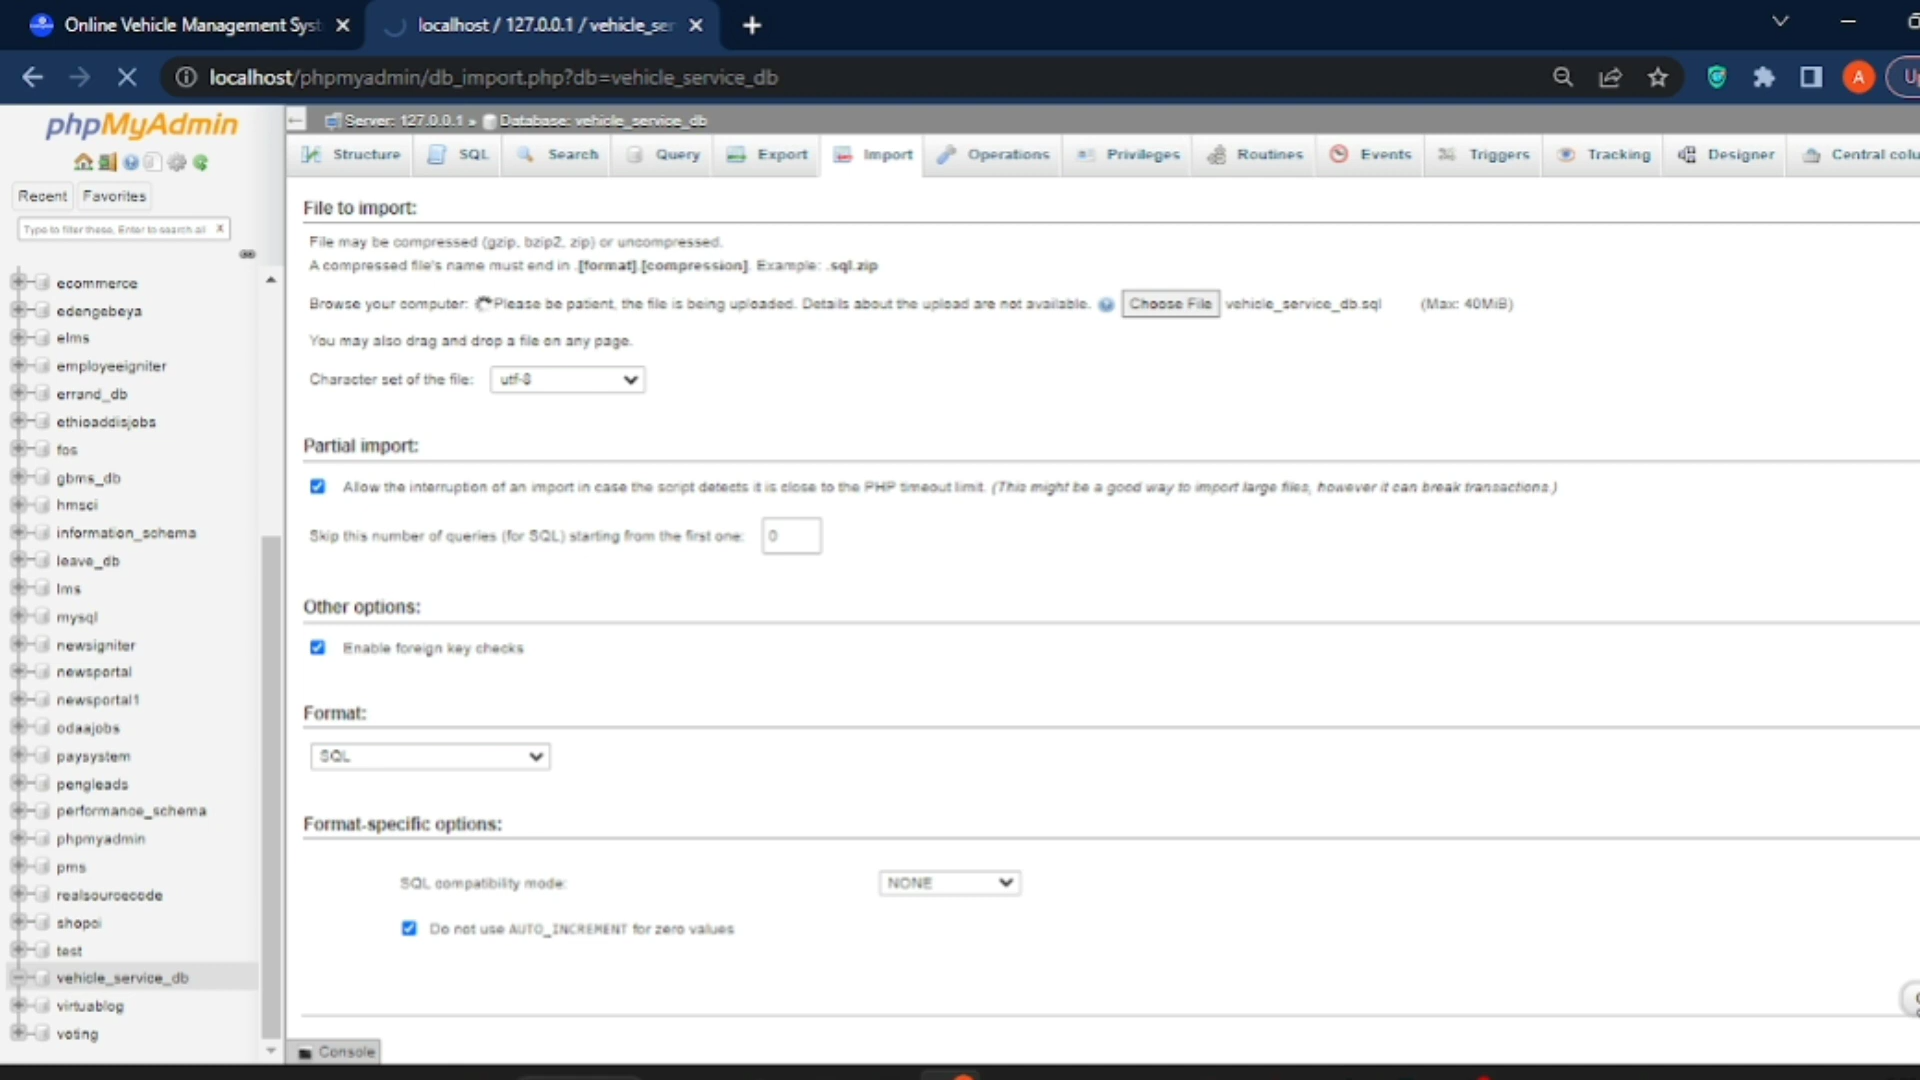 Online Vehicle Management Syst
localhost / 127.0.0.1 / vehicle_ser
localhost/phpmyadmin/db_import.php?db=vehicle_service_db
A
Up
phpMyAdmin
Recent
Favorites
Type to filter these, Enter to search all
X
ecommerce
edengebeya
elms
employeeigniter
errand_db
ethioaddisjobs
fos
gbms_db
hmsci
information_schema
leave_db
lms
mysql
newsigniter
newsportal
newsportal1
odaajobs
paysystem
pengleads
performance_schema
phpmyadmin
pms
realsourcecode
shopci
test
vehicle_service_db
virtuablog
voting
Server: 127.0.0.1 » Database: vehicle_service_db
Structure SQL Search Query Export Import Operations Privileges Routines Events Triggers Tracking Designer Central colu
File to import:
File may be compressed (gzip, bzip2, zip) or uncompressed.
A compressed file's name must end in .[format].[compression]. Example: .sql.zip
Browse your computer: Please be patient, the file is being uploaded. Details about the upload are not available. Choose File vehicle_service_db.sql (Max: 40MiB)
You may also drag and drop a file on any page.
Character set of the file: utf-8
Partial import:
Allow the interruption of an import in case the script detects it is close to the PHP timeout limit. (This might be a good way to import large files, however it can break transactions.)
Skip this number of queries (for SQL) starting from the first one: 0
Other options:
Enable foreign key checks
Format:
SQL
Format-specific options:
SQL compatibility mode: NONE
Do not use AUTO_INCREMENT for zero values
Console